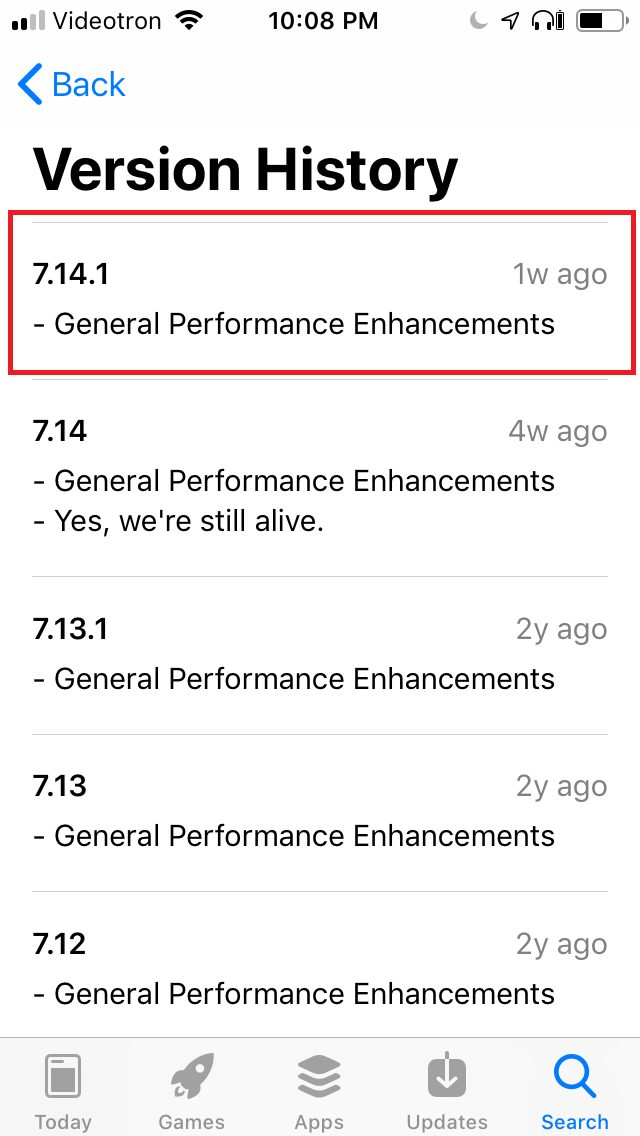 Videotron 10:08 PM
Back
Version History
7.14.1 1w ago
- General Performance Enhancements
7.14 4w ago
- General Performance Enhancements
- Yes, we're still alive.
7.13.1 2y ago
- General Performance Enhancements
7.13 2y ago
- General Performance Enhancements
7.12 2y ago
- General Performance Enhancements
Today Games Apps Updates Search